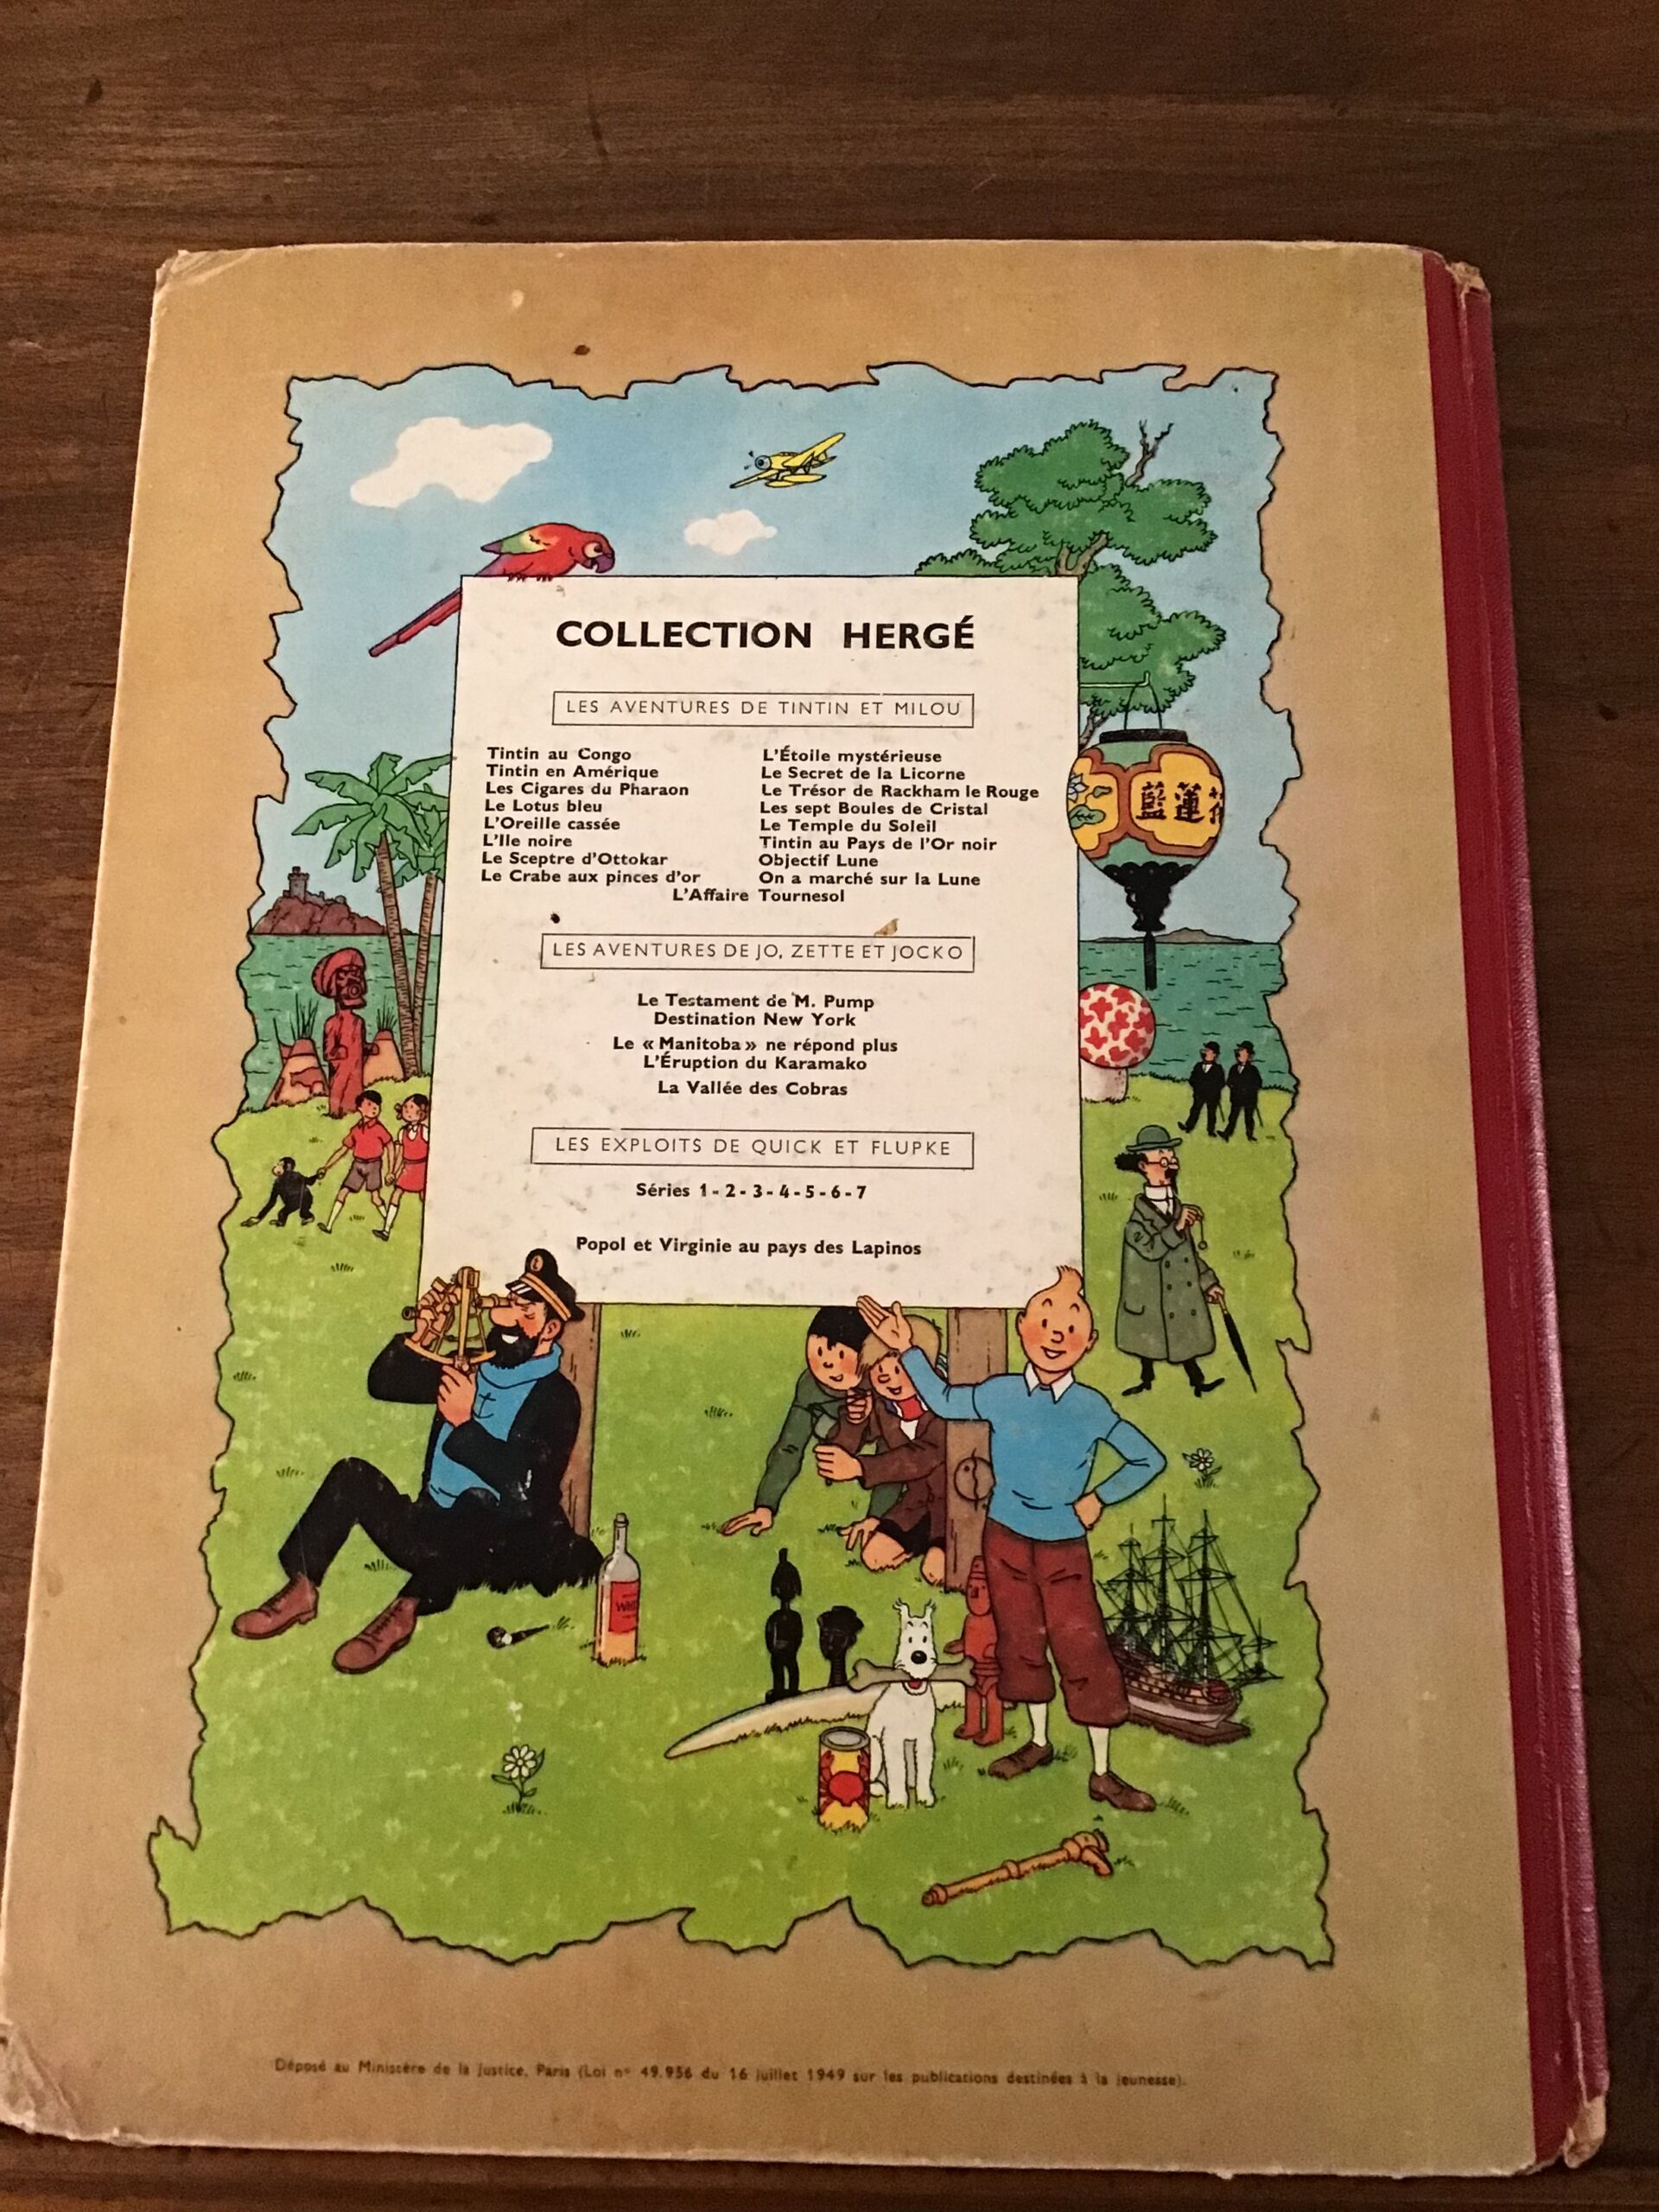 COLLECTION HERGÉ
LES AVENTURES DE TINTIN ET MILOU
Tintin au Congo
Tintin en Amérique
Les Cigares du Pharaon
Le Lotus bleu
L'Oreille cassée
L'Ile noire
Le Sceptre d'Ottokar
Le Crabe aux pinces d'or
L'Étoile mystérieuse
Le Secret de la Licorne
Le Trésor de Rackham le Rouge
Les sept Boules de Cristal
Le Temple du Soleil
Tintin au Pays de l'Or noir
Objectif Lune
On a marché sur la Lune
L'Affaire Tournesol
LES AVENTURES DE JO, ZETTE ET JOCKO
Le Testament de M. Pump
Destination New York
Le « Manitoba » ne répond plus
L'Éruption du Karamako
La Vallée des Cobras
LES EXPLOITS DE QUICK ET FLUPKE
Séries 1 - 2 - 3 - 4 - 5 - 6 - 7
Popol et Virginie au pays des Lapinos
藍蓮
Déposé au Ministère de la Justice, Paris (Loi n° 49.956 du 16 juillet 1949 sur les publications destinées à la jeunesse).